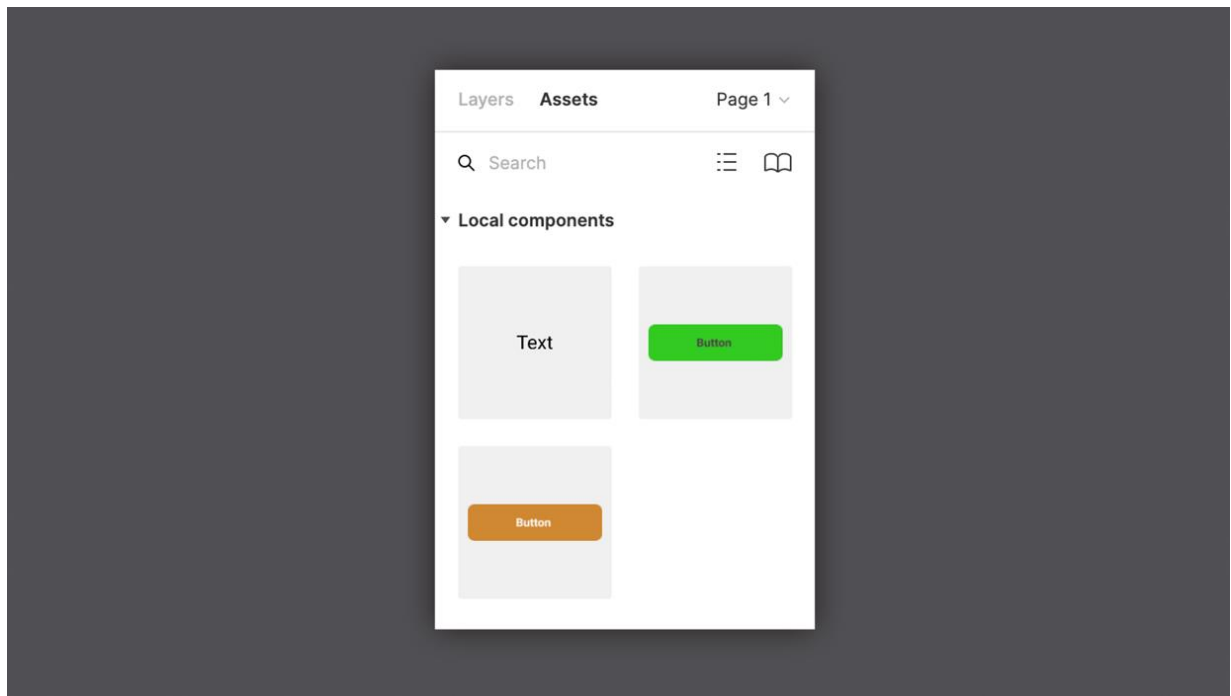 Layers Assets Page 1
Search
Local components
Text
Button
Button